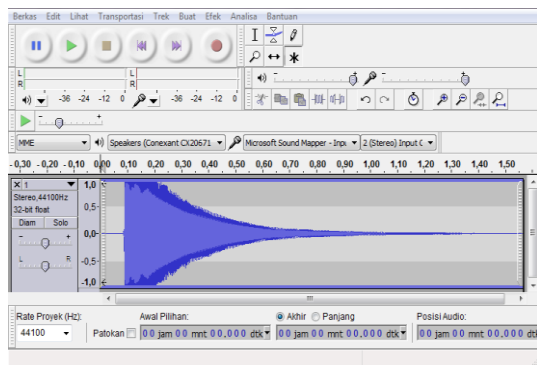 Berkas Edit Lihat Transportasi Trek Buat Efek Analisa Bantuan
L
R
L
R
-36 -24 -12 0 -36 -24 -12 0
MME Speakers (Conexant CX20671 Microsoft Sound Mapper - Inpu 2 (Stereo) Input C
-0,30 -0,20 -0,10 0,00 0,10 0,20 0,30 0,40 0,50 0,60 0,70 0,80 0,90 1,00 1,10 1,20 1,30 1,40 1,50
X 1
Stereo,44100Hz
32-bit float
Diam Solo
- +
L R
1,0
0,5-
0,0-
-0,5-
-1,0
Rate Proyek (Hz): Awal Pilihan: Akhir Panjang Posisi Audio:
44100 Patokan 00 jam 00 mnt 00.000 dtk 00 jam 00 mnt 00.000 dtk 00 jam 00 mnt 00.000 dt